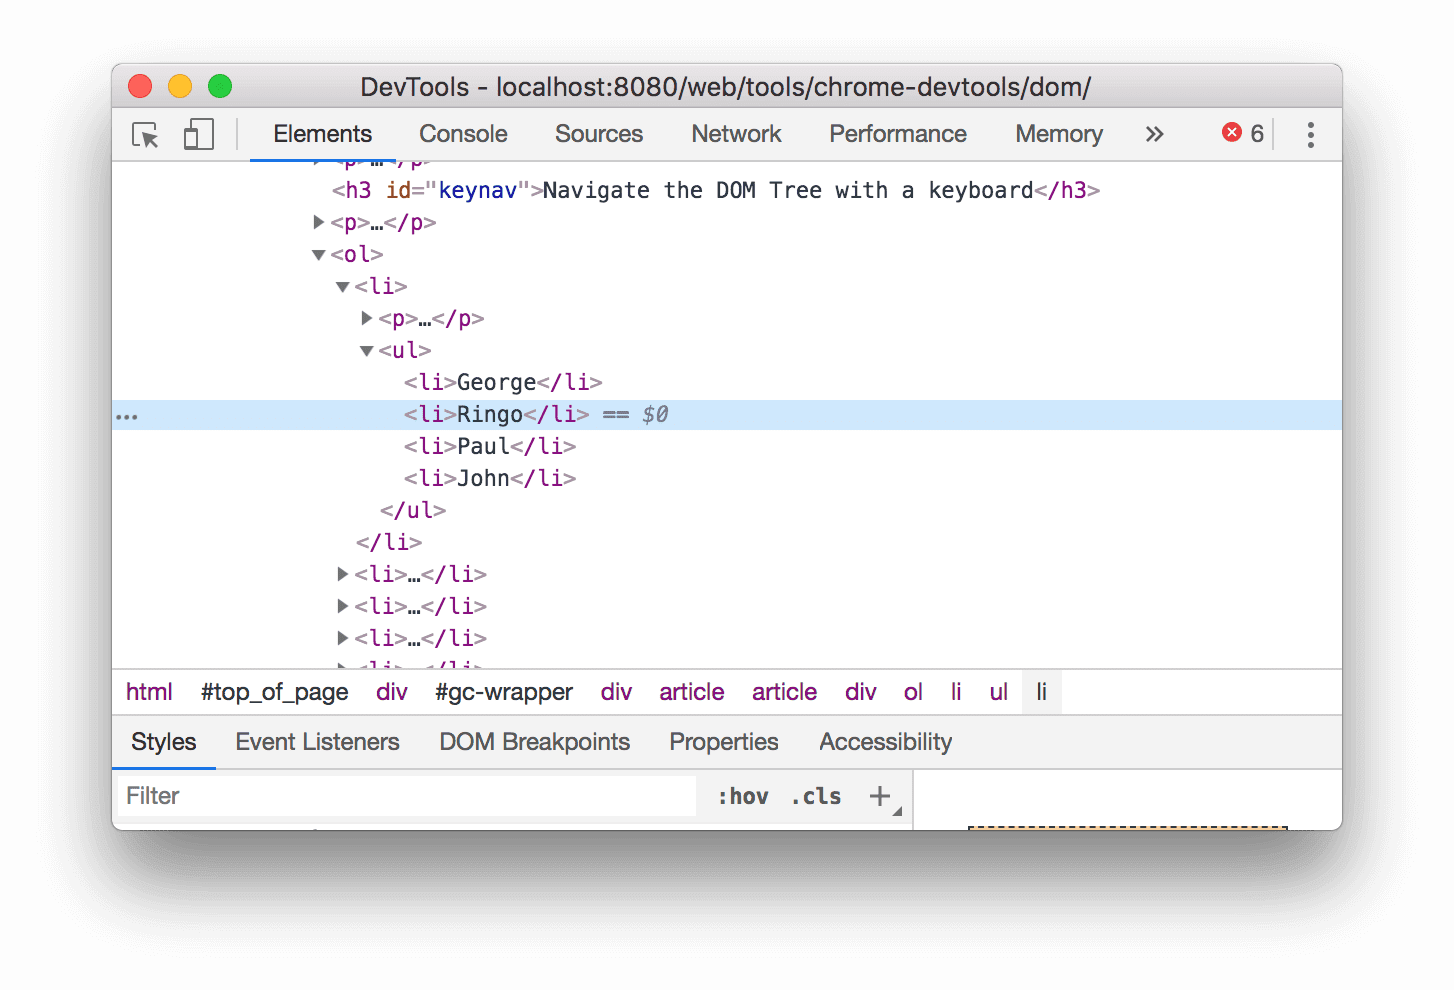 DevTools - localhost:8080/web/tools/chrome-devtools/dom/
Elements Console Sources Network Performance Memory » 6
<p>…</p>
<h3 id="keynav">Navigate the DOM Tree with a keyboard</h3>
<p>…</p>
<ol>
<li>
<p>…</p>
<ul>
<li>George</li>
… <li>Ringo</li> == $0
<li>Paul</li>
<li>John</li>
</ul>
</li>
<li>…</li>
<li>…</li>
<li>…</li>
<li>…</li>
html #top_of_page div #gc-wrapper div article article div ol li ul li
Styles Event Listeners DOM Breakpoints Properties Accessibility
Filter :hov .cls +